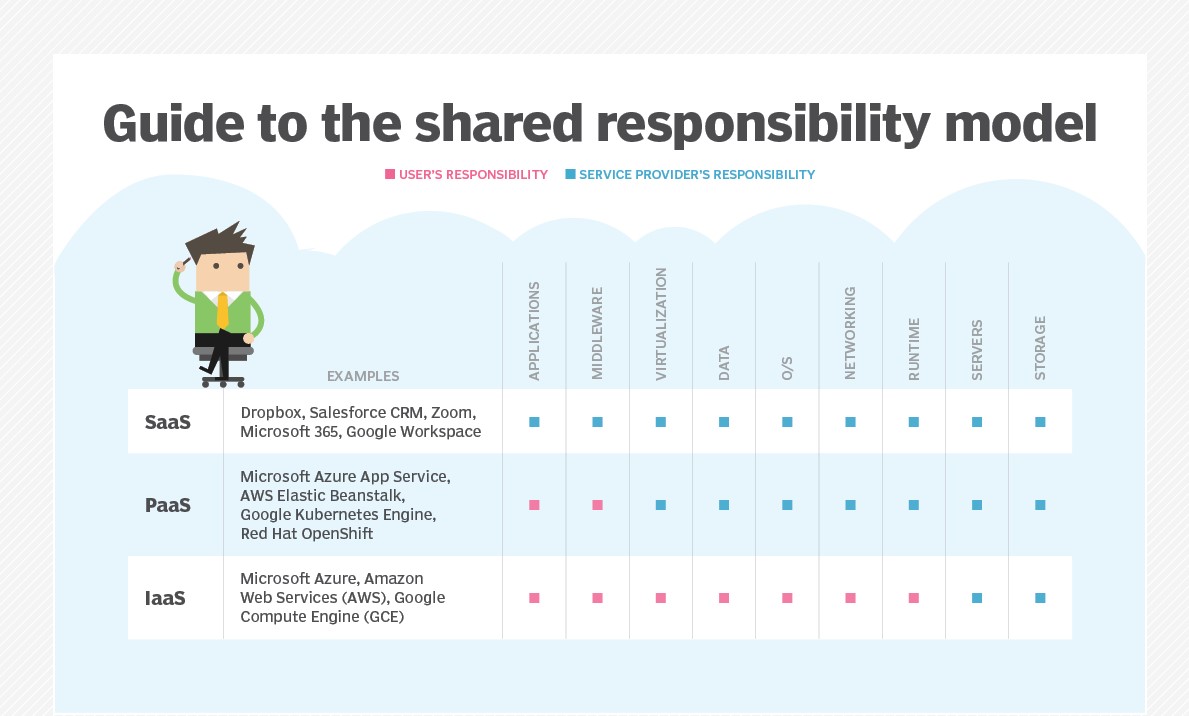 Guide to the shared responsibility model
USER'S RESPONSIBILITY SERVICE PROVIDER'S RESPONSIBILITY
EXAMPLES APPLICATIONS MIDDLEWARE VIRTUALIZATION DATA O/S NETWORKING RUNTIME SERVERS STORAGE
SaaS
Dropbox, Salesforce CRM, Zoom,
Microsoft 365, Google Workspace
PaaS
Microsoft Azure App Service,
AWS Elastic Beanstalk,
Google Kubernetes Engine,
Red Hat OpenShift
IaaS
Microsoft Azure, Amazon
Web Services (AWS), Google
Compute Engine (GCE)